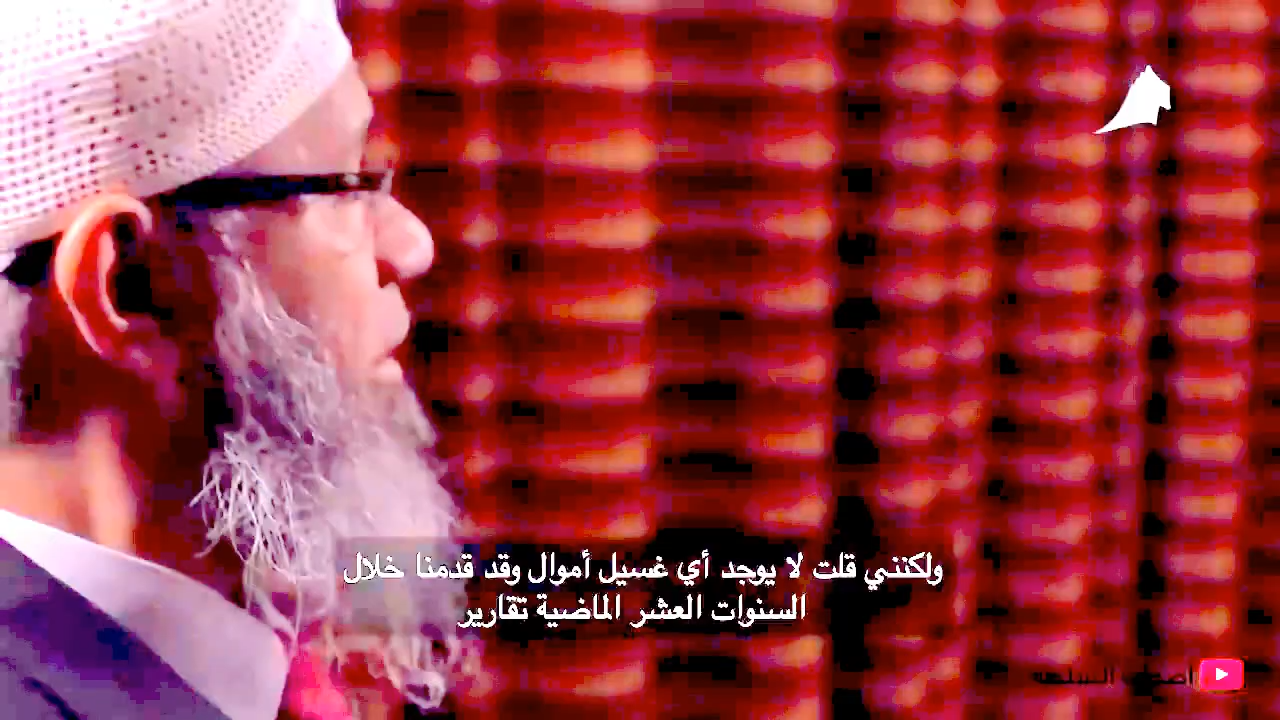 ولكنني قلت لا يوجد أي غسيل أموال وقد قدمنا خلال
السنوات العشر الماضية تقارير